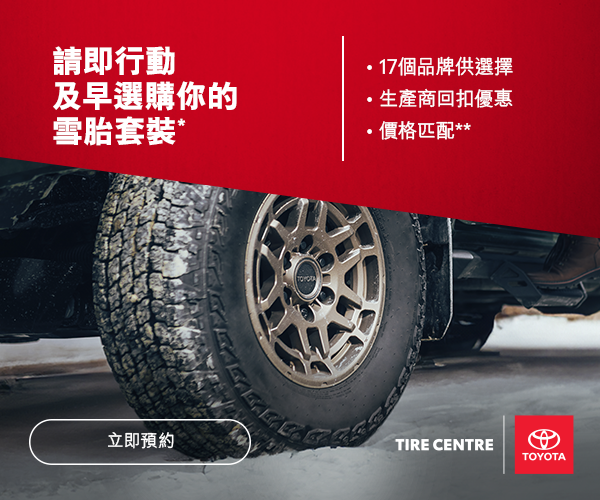 請即行動
及早選購你的
雪胎套裝*
• 17個品牌供選擇
• 生產商回扣優惠
• 價格匹配**
TOYOTA
立即預約
TIRE CENTRE
TOYOTA